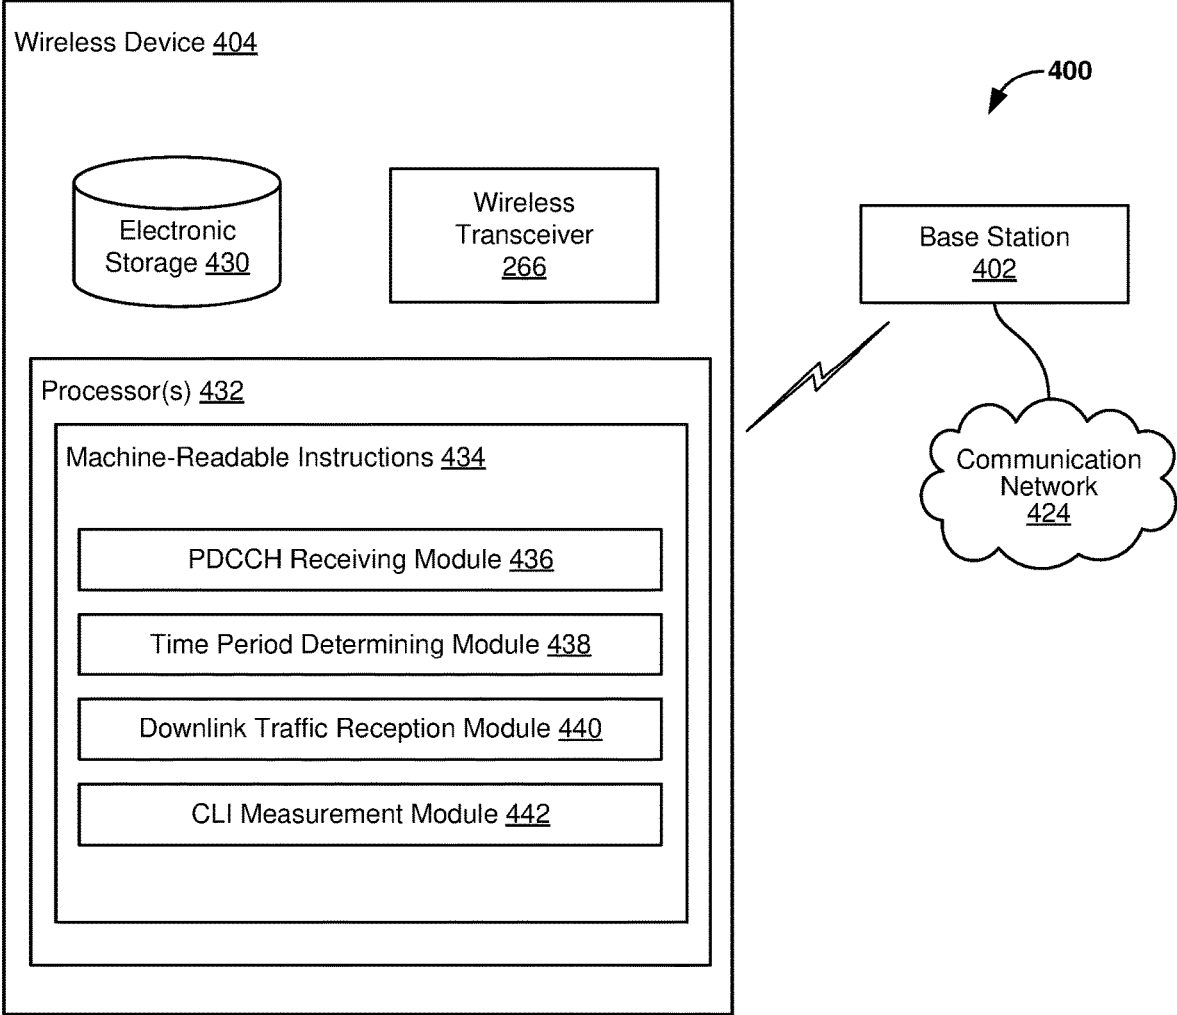 Wireless Device 404
400
Electronic
Storage 430
Wireless
Transceiver
266
Base Station
402
Processor(s) 432
Machine-Readable Instructions 434
PDCCH Receiving Module 436
Time Period Determining Module 438
Downlink Traffic Reception Module 440
CLI Measurement Module 442
Communication
Network
424